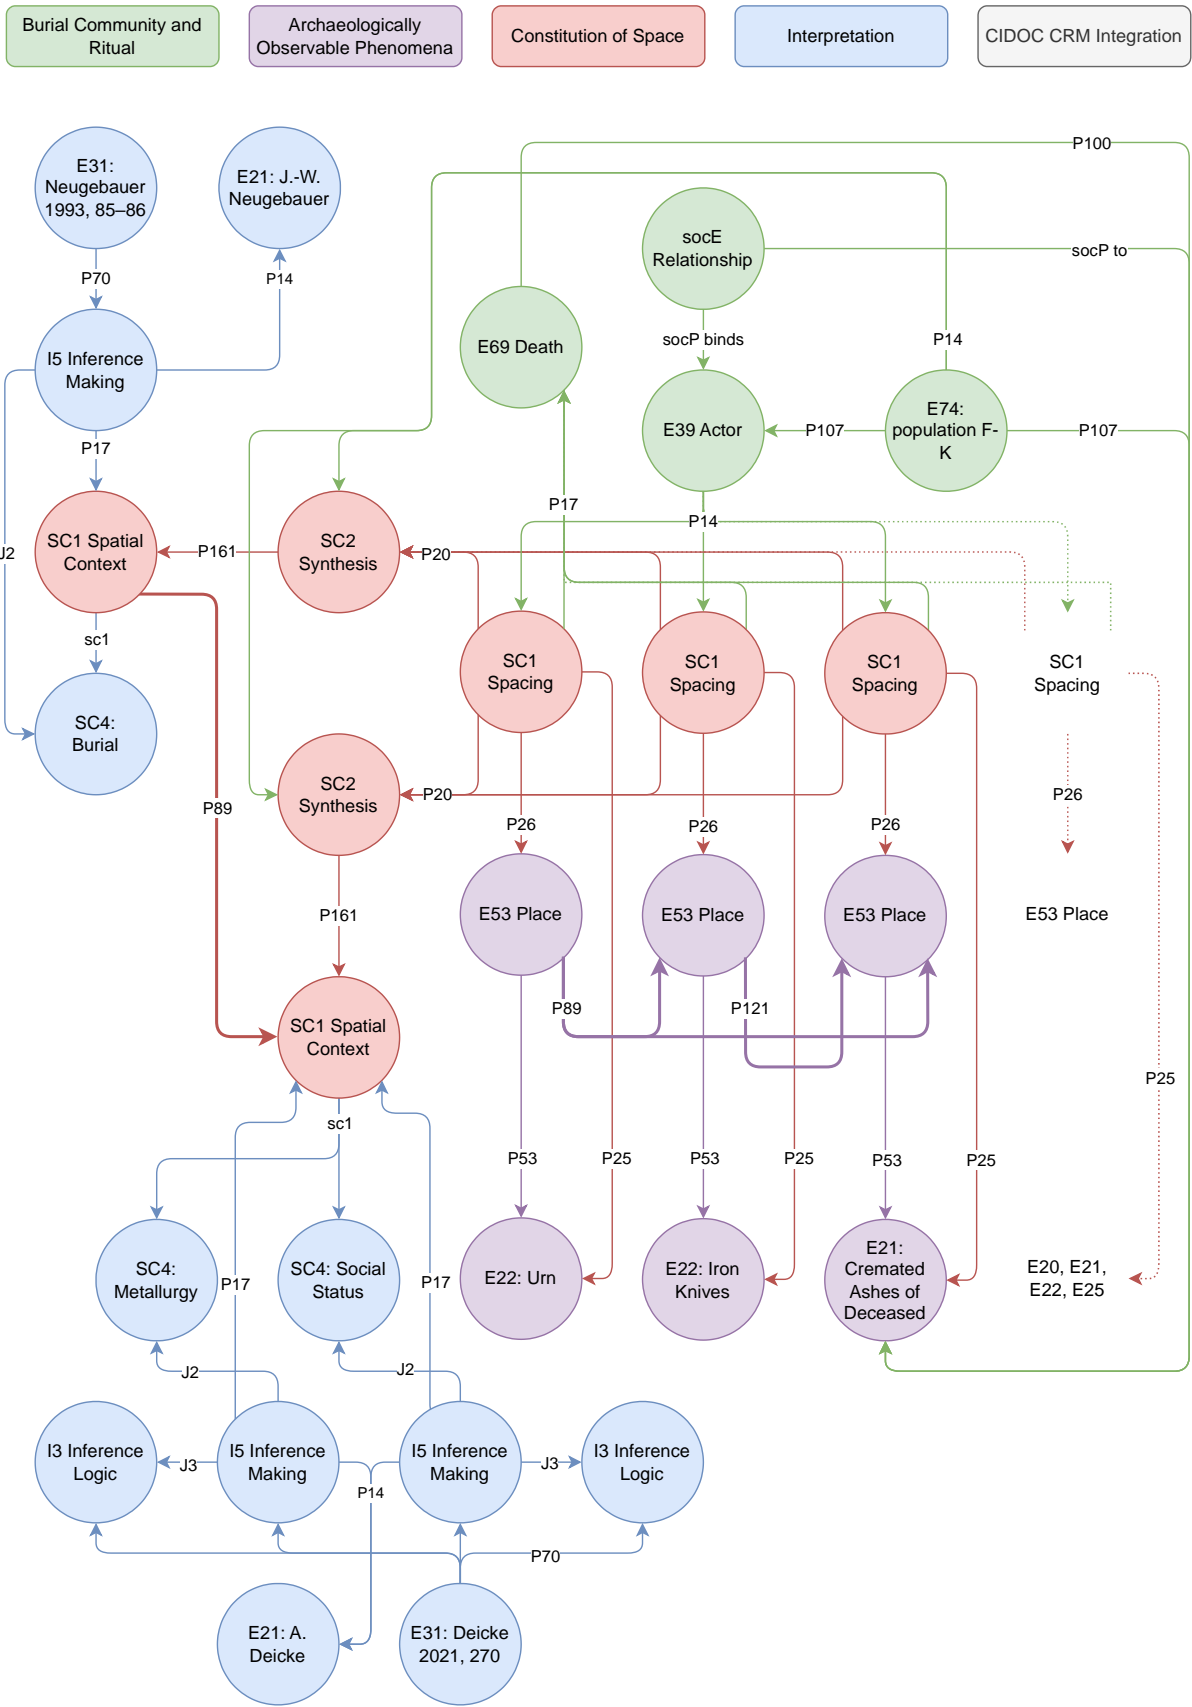 Burial Community and
Ritual
Archaeologically
Observable Phenomena
Constitution of Space
Interpretation
CIDOC CRM Integration
E31:
Neugebauer
1993, 85–86
E21: J.-W.
Neugebauer
P100
socE
Relationship
socP to
P70
P14
I5 Inference
Making
E69 Death
socP binds
P14
E39 Actor
P107
E74:
population F-
K
P107
P17
P17
P14
J2
SC1 Spatial
Context
P161
SC2
Synthesis
P20
sc1
SC1
Spacing
SC1
Spacing
SC1
Spacing
SC1
Spacing
SC4:
Burial
P89
SC2
Synthesis
P20
P26
P26
P26
P26
P161
E53 Place
E53 Place
E53 Place
E53 Place
P89
P121
SC1 Spatial
Context
P25
sc1
P53
P25
P53
P25
P53
P25
SC4:
Metallurgy
P17
SC4: Social
Status
P17
E22: Urn
E22: Iron
Knives
E21:
Cremated
Ashes of
Deceased
E20, E21,
E22, E25
J2
J2
I3 Inference
Logic
J3
I5 Inference
Making
P14
I5 Inference
Making
J3
I3 Inference
Logic
P70
E21: A.
Deicke
E31: Deicke
2021, 270